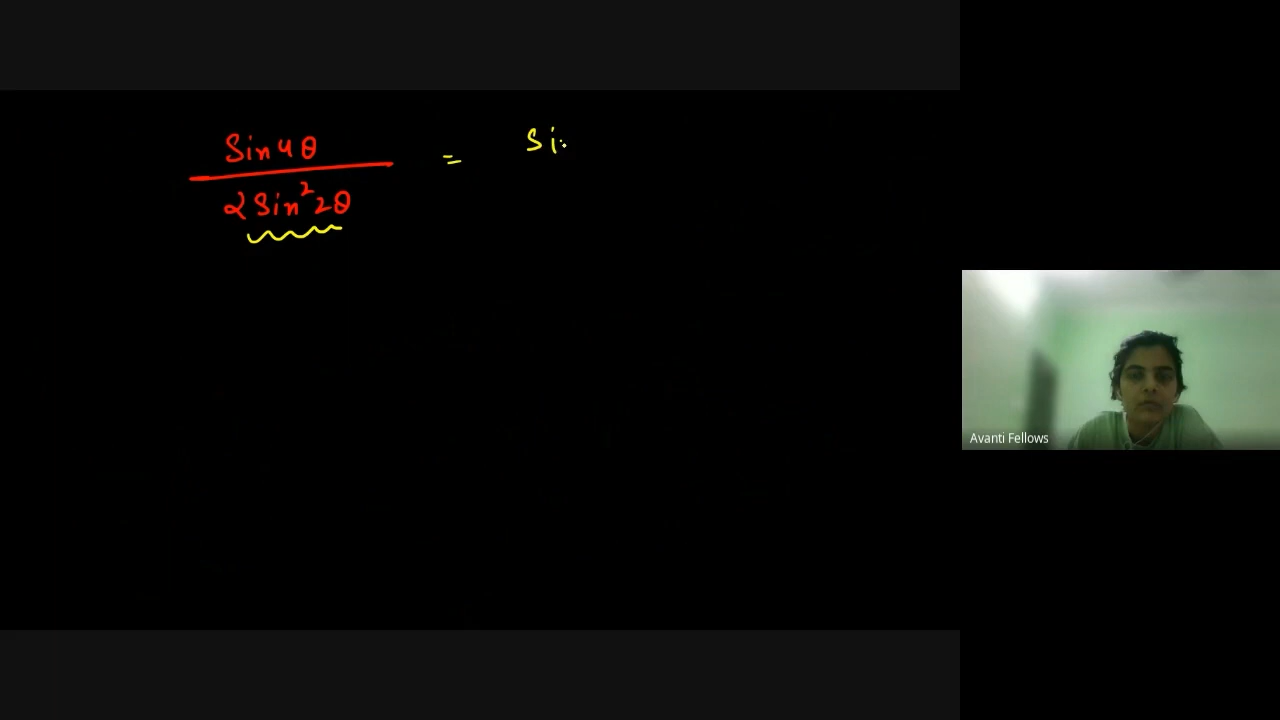 Sin4θ = Si
2Sin²2θ
Avanti Fellows